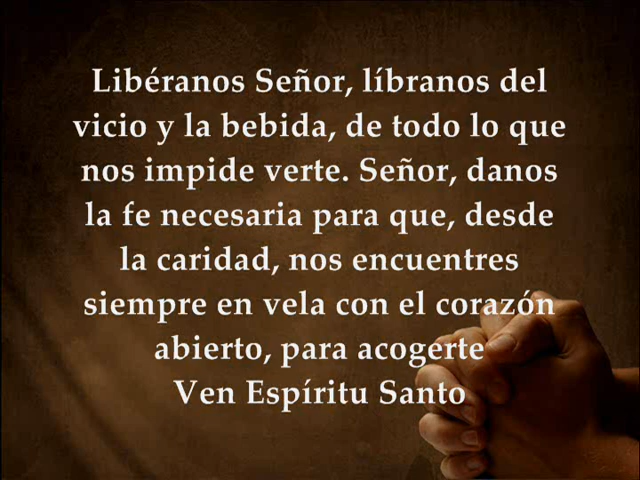 Libéranos Señor, líbranos del
vicio y la bebida, de todo lo que
nos impide verte. Señor, danos
la fe necesaria para que, desde
la caridad, nos encuentres
siempre en vela con el corazón
abierto, para acogerte
Ven Espíritu Santo